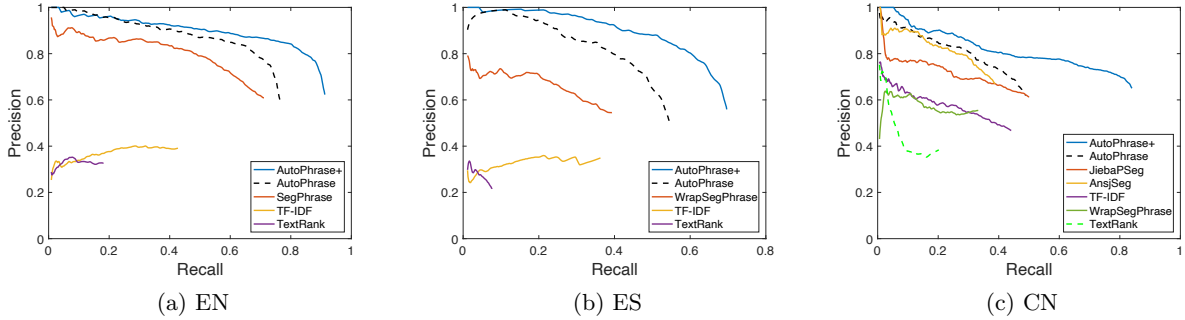 1
0.8
0.6
0.4
0.2
0
Precision
0 0.2 0.4 0.6 0.8 1
Recall
AutoPhrase+
AutoPhrase
SegPhrase
TF-IDF
TextRank
(a) EN
1
0.8
0.6
0.4
0.2
0
Precision
0 0.2 0.4 0.6 0.8
Recall
AutoPhrase+
AutoPhrase
WrapSegPhrase
TF-IDF
TextRank
(b) ES
1
0.8
0.6
0.4
0.2
0
Precision
0 0.2 0.4 0.6 0.8 1
Recall
AutoPhrase+
AutoPhrase
JiebaPSeg
AnsjSeg
TF-IDF
WrapSegPhrase
TextRank
(c) CN